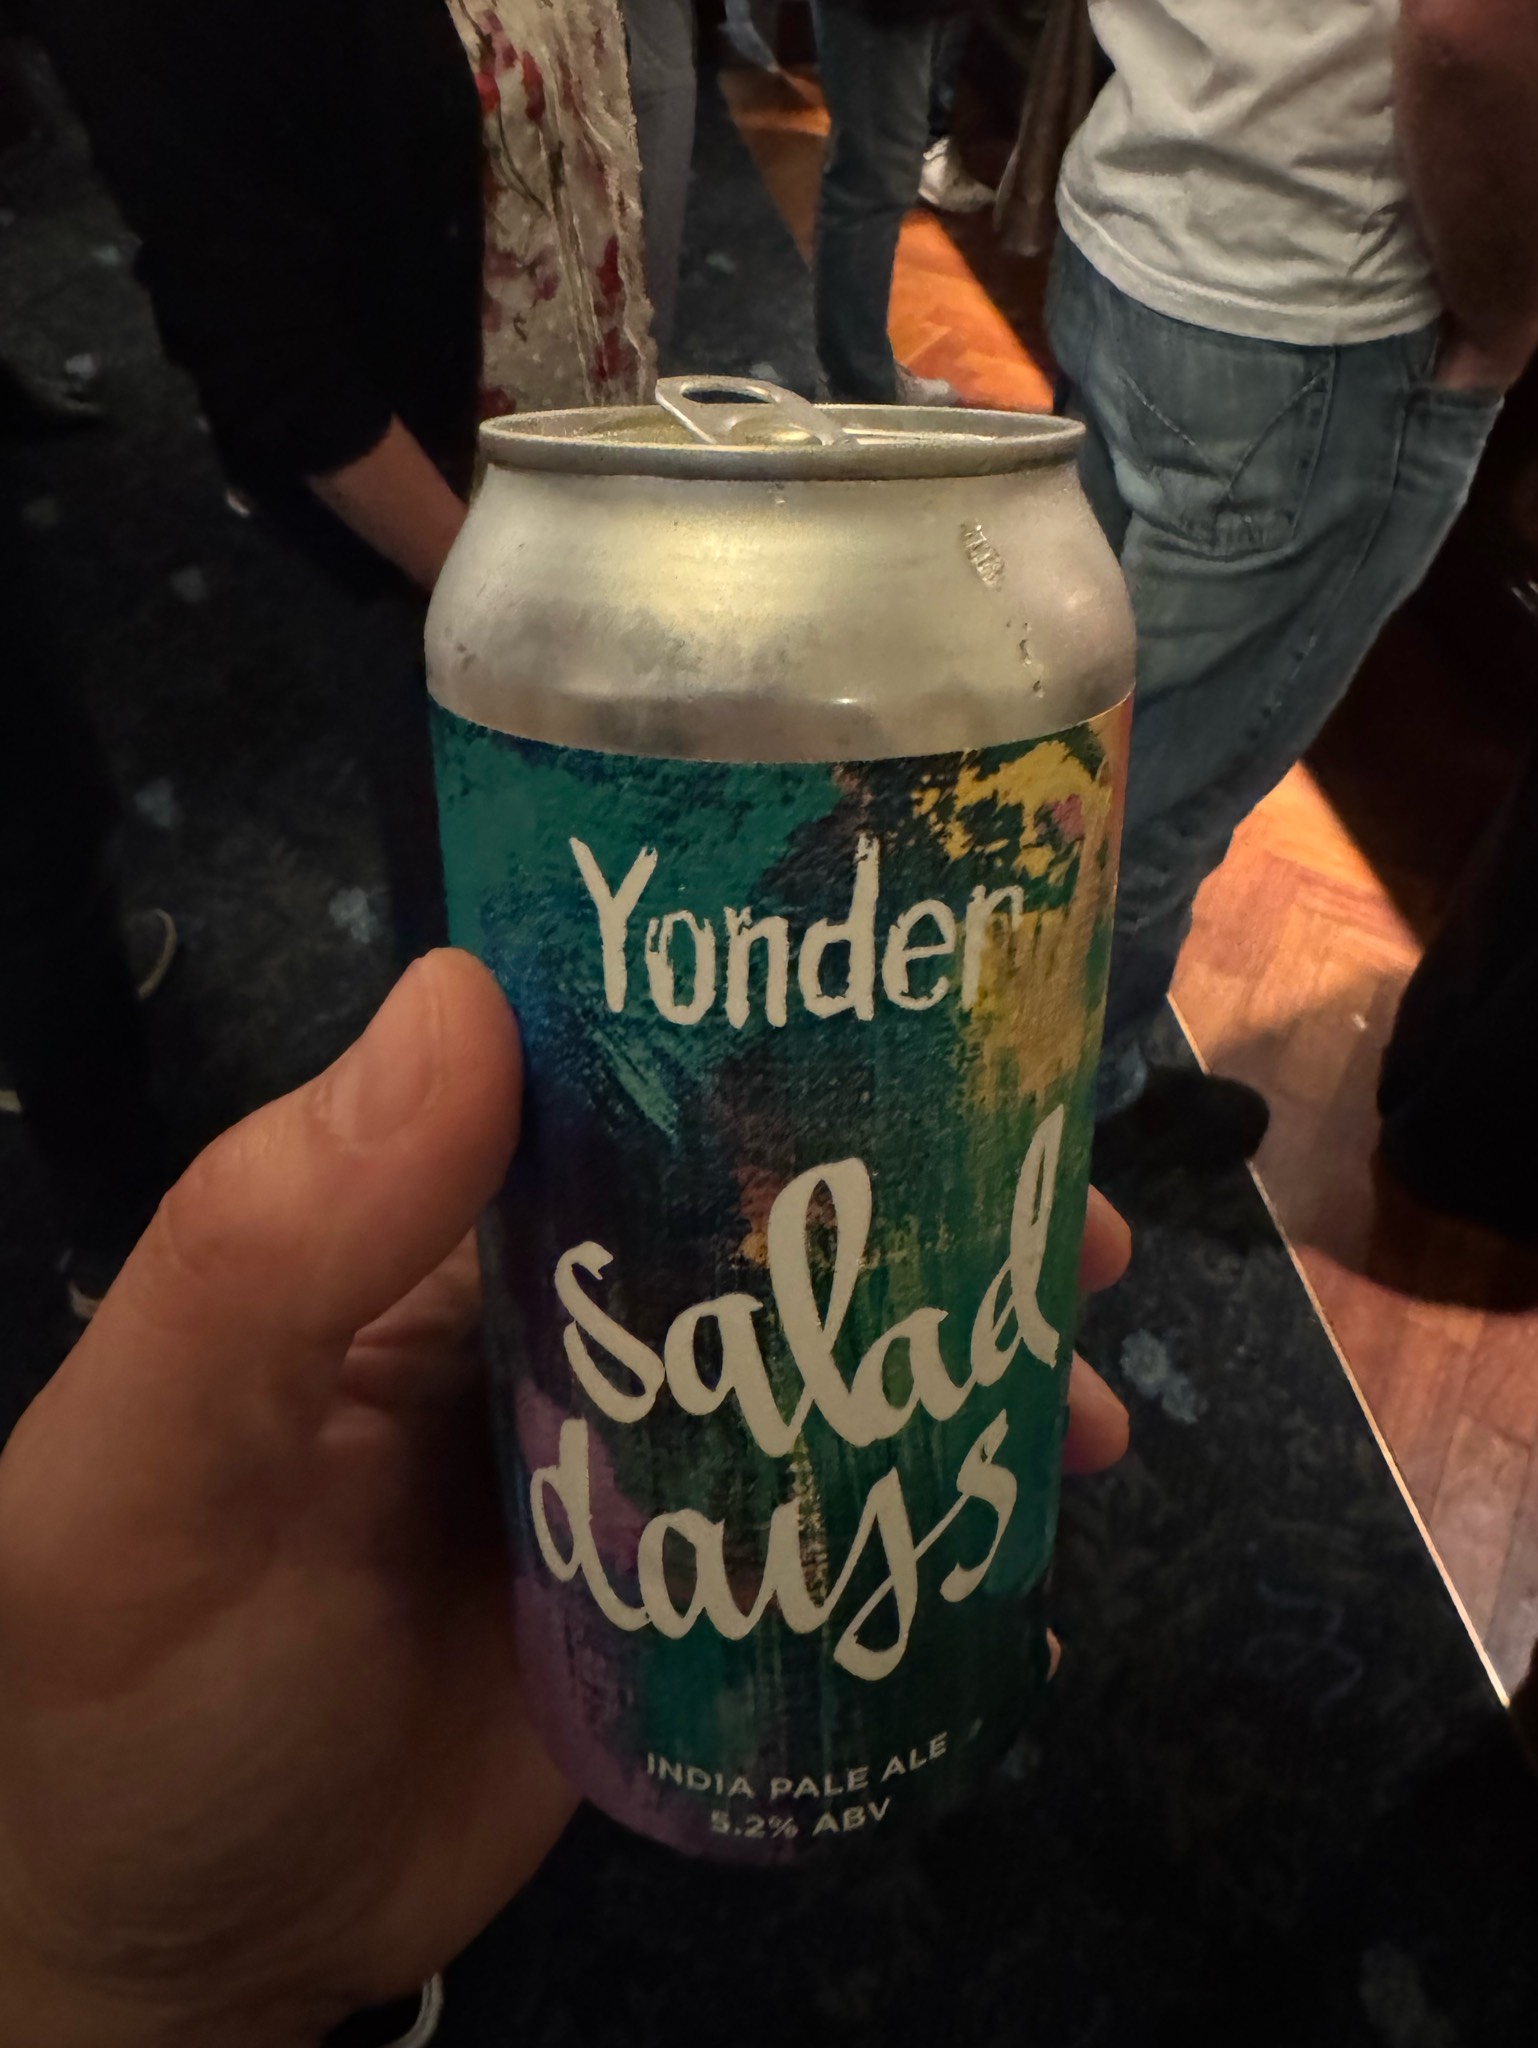 Yonder
salad
days
INDIA PALE ALE
5.2% ABV